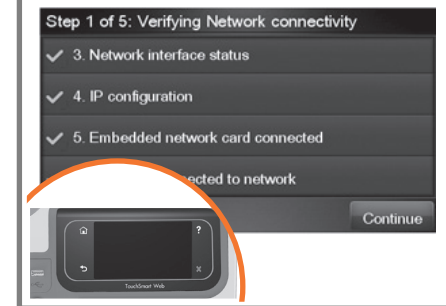 Step 1 of 5: Verifying Network connectivity
3. Network interface status
4. IP configuration
5. Embedded network card connected
ected to network
Continue
?
X
TouchSmart Web